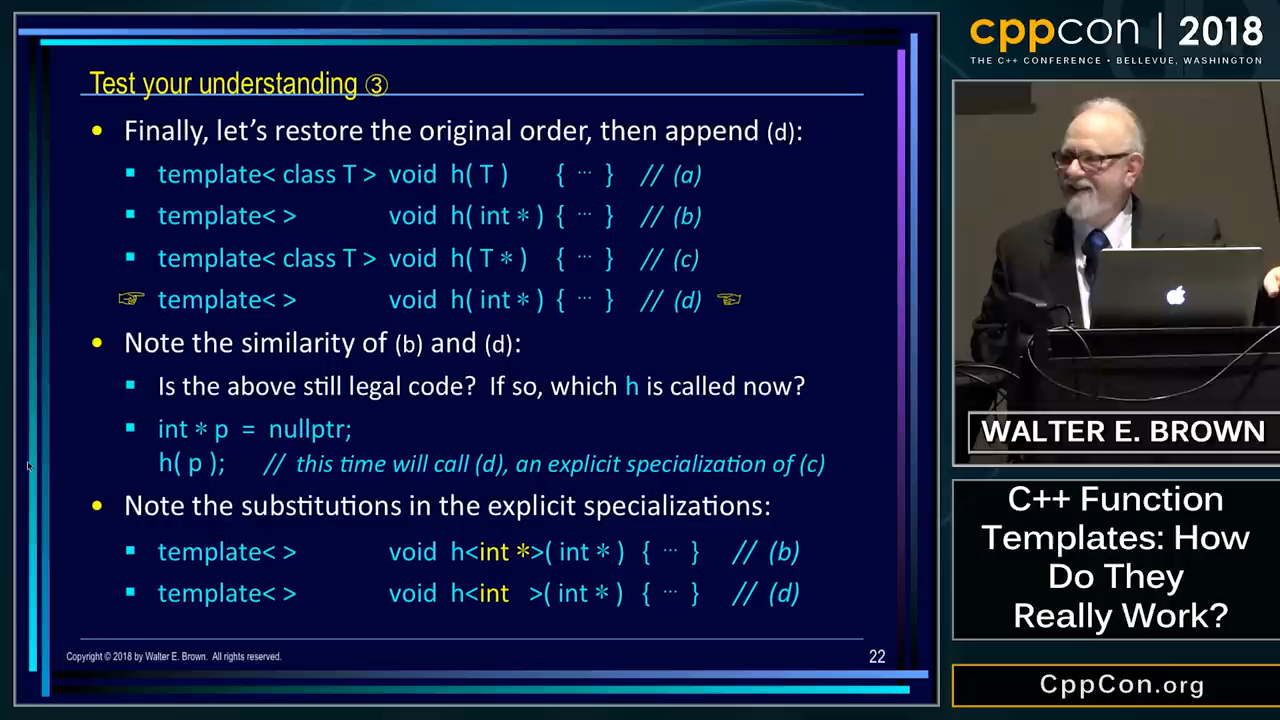 Test your understanding ③
• Finally, let's restore the original order, then append (d):
▪ template< class T > void h( T ) { ··· } // (a)
▪ template< > void h( int * ) { ··· } // (b)
▪ template< class T > void h( T * ) { ··· } // (c)
☞ template< > void h( int * ) { ··· } // (d) ☜
• Note the similarity of (b) and (d):
▪ Is the above still legal code? If so, which h is called now?
▪ int * p = nullptr;
h( p ); // this time will call (d), an explicit specialization of (c)
• Note the substitutions in the explicit specializations:
▪ template< > void h<int *>( int * ) { ··· } // (b)
▪ template< > void h<int >( int * ) { ··· } // (d)
Copyright © 2018 by Walter E. Brown. All rights reserved.
22
cppcon | 2018
THE C++ CONFERENCE • BELLEVUE, WASHINGTON
WALTER E. BROWN
C++ Function
Templates: How
Do They
Really Work?
CppCon.org